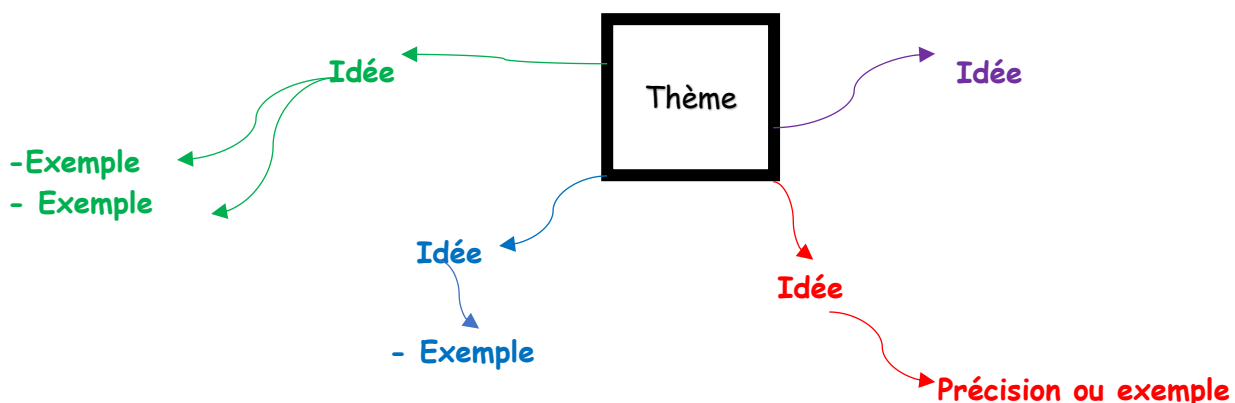 Idée
Idée
Thème
-Exemple
- Exemple
Idée
Idée
- Exemple
Précision ou exemple